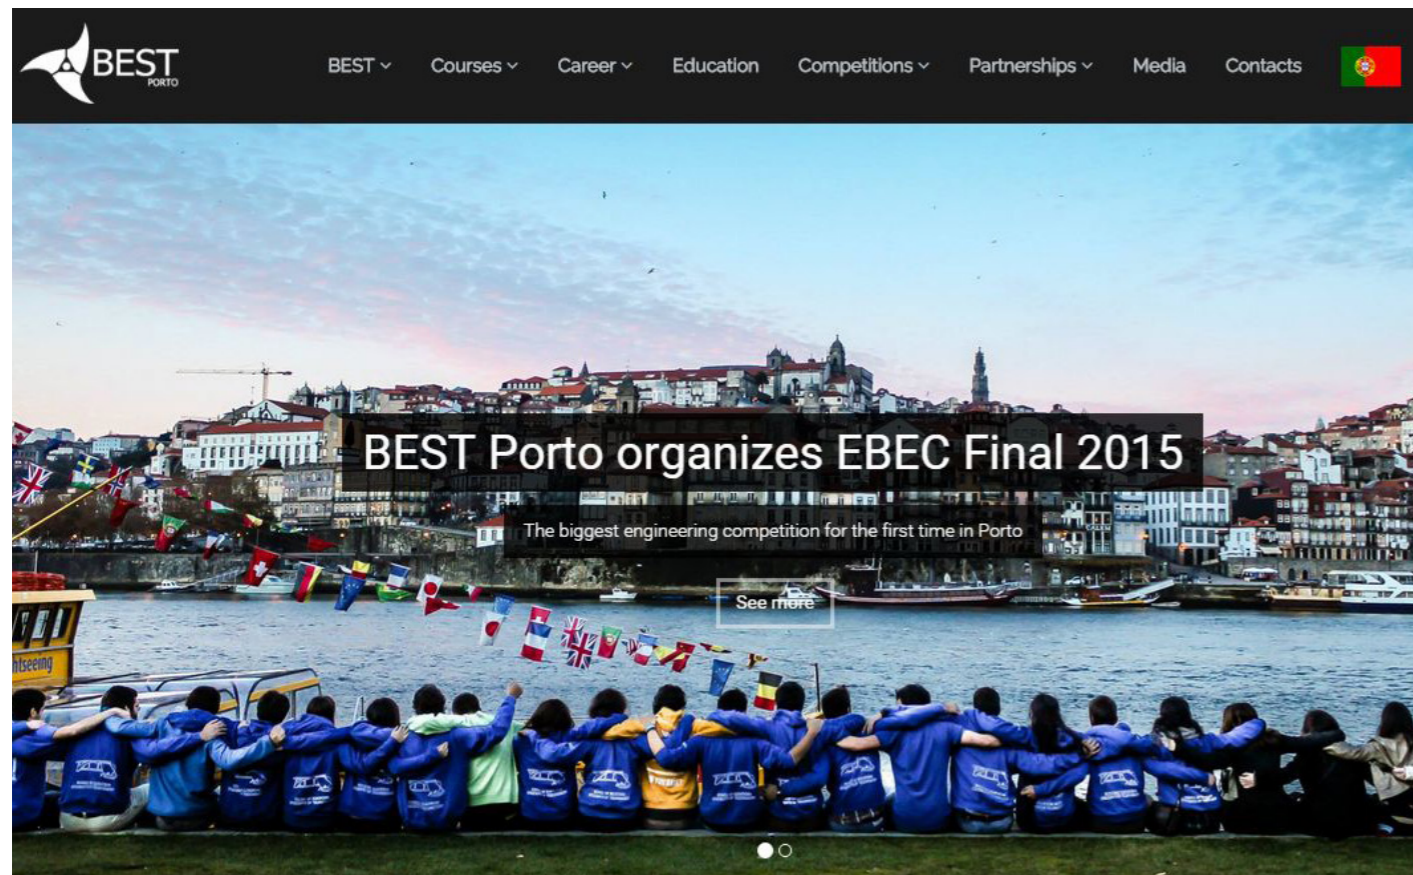 BEST
PORTO
BEST
Courses
Career
Education
Competitions
Partnerships
Media
Contacts
BEST Porto organizes EBEC Final 2015
The biggest engineering competition for the first time in Porto
See more
CALEM
htseeing